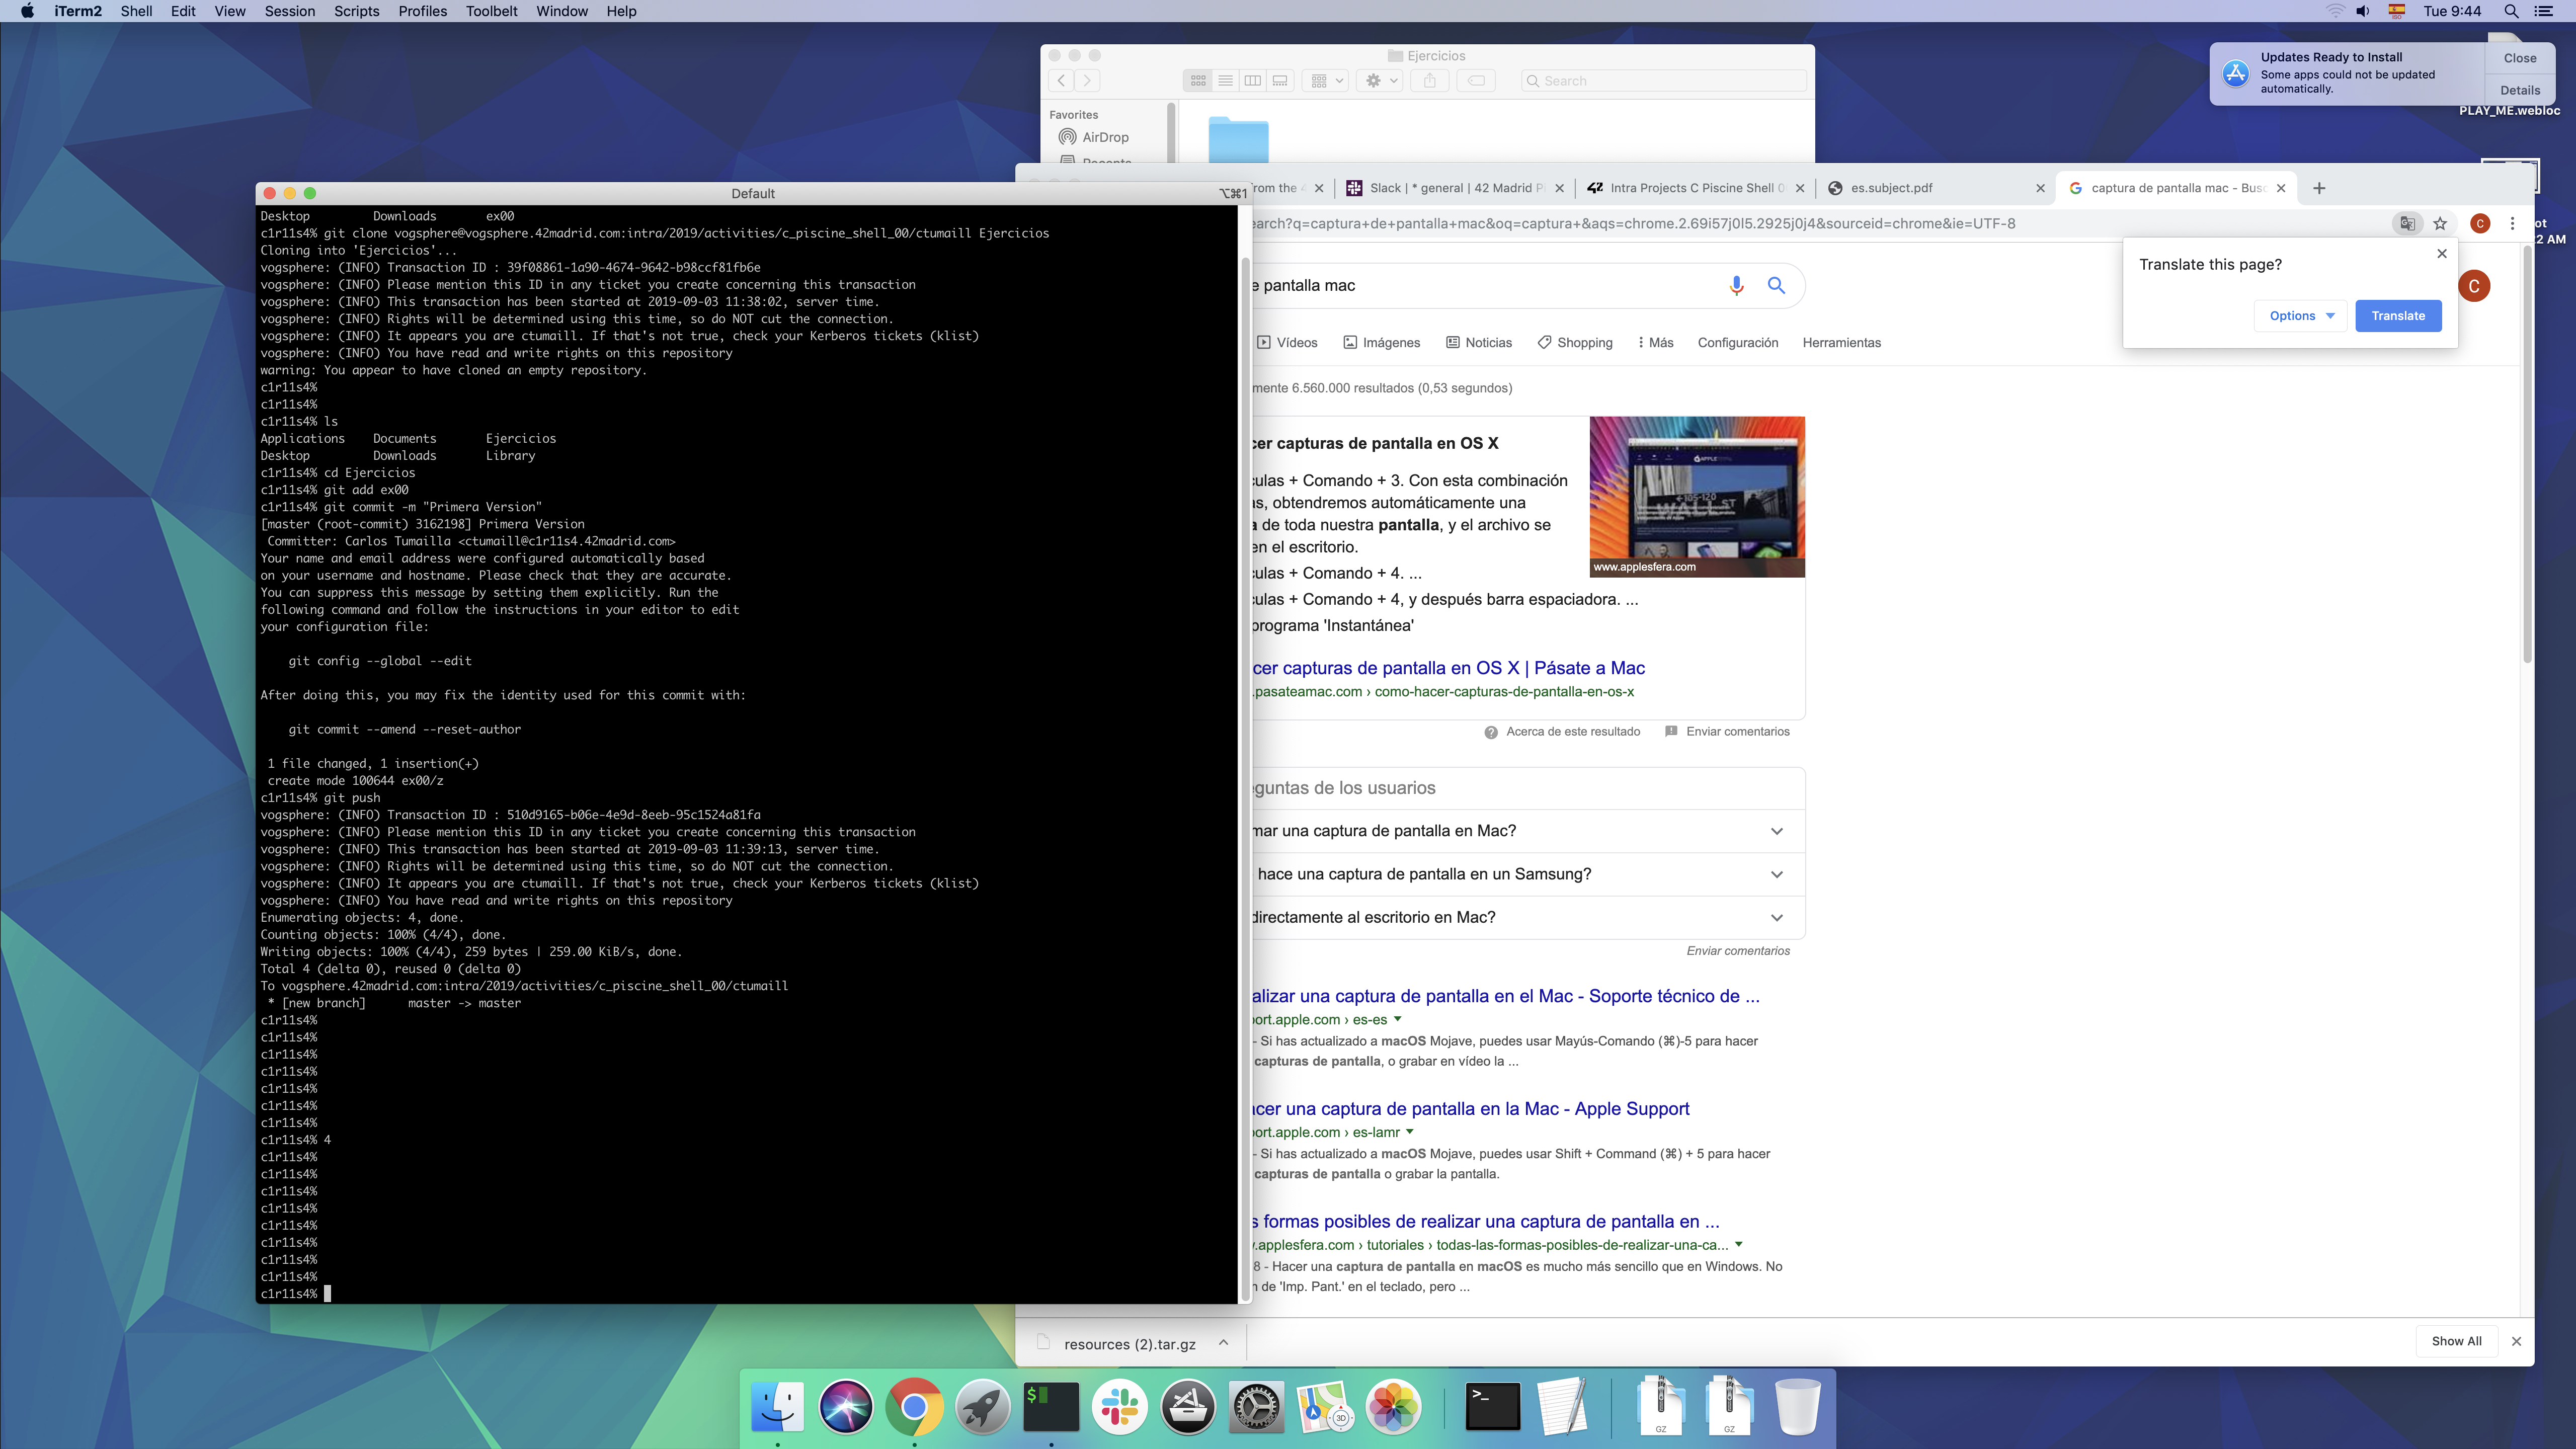 iTerm2 Shell Edit View Session Scripts Profiles Toolbelt Window Help
ISO
Tue 9:44
Ejercicios
Search
Favorites
AirDrop
Recents
Updates Ready to Install
Some apps could not be updated
automatically.
Close
Details
PLAY_ME.webloc
Default
⌥⌘1
Desktop Downloads ex00
c1r11s4% git clone vogsphere@vogsphere.42madrid.com:intra/2019/activities/c_piscine_shell_00/ctumaill Ejercicios
Cloning into 'Ejercicios'...
vogsphere: (INFO) Transaction ID : 39f08861-1a90-4674-9642-b98ccf81fb6e
vogsphere: (INFO) Please mention this ID in any ticket you create concerning this transaction
vogsphere: (INFO) This transaction has been started at 2019-09-03 11:38:02, server time.
vogsphere: (INFO) Rights will be determined using this time, so do NOT cut the connection.
vogsphere: (INFO) It appears you are ctumaill. If that's not true, check your Kerberos tickets (klist)
vogsphere: (INFO) You have read and write rights on this repository
warning: You appear to have cloned an empty repository.
c1r11s4%
c1r11s4%
c1r11s4% ls
Applications Documents Ejercicios
Desktop Downloads Library
c1r11s4% cd Ejercicios
c1r11s4% git add ex00
c1r11s4% git commit -m "Primera Version"
[master (root-commit) 3162198] Primera Version
Committer: Carlos Tumailla <ctumaill@c1r11s4.42madrid.com>
Your name and email address were configured automatically based
on your username and hostname. Please check that they are accurate.
You can suppress this message by setting them explicitly. Run the
following command and follow the instructions in your editor to edit
your configuration file:
git config --global --edit
After doing this, you may fix the identity used for this commit with:
git commit --amend --reset-author
1 file changed, 1 insertion(+)
create mode 100644 ex00/z
c1r11s4% git push
vogsphere: (INFO) Transaction ID : 510d9165-b06e-4e9d-8eeb-95c1524a81fa
vogsphere: (INFO) Please mention this ID in any ticket you create concerning this transaction
vogsphere: (INFO) This transaction has been started at 2019-09-03 11:39:13, server time.
vogsphere: (INFO) Rights will be determined using this time, so do NOT cut the connection.
vogsphere: (INFO) It appears you are ctumaill. If that's not true, check your Kerberos tickets (klist)
vogsphere: (INFO) You have read and write rights on this repository
Enumerating objects: 4, done.
Counting objects: 100% (4/4), done.
Writing objects: 100% (4/4), 259 bytes | 259.00 KiB/s, done.
Total 4 (delta 0), reused 0 (delta 0)
To vogsphere.42madrid.com:intra/2019/activities/c_piscine_shell_00/ctumaill
* [new branch] master -> master
c1r11s4%
c1r11s4%
c1r11s4%
c1r11s4%
c1r11s4%
c1r11s4%
c1r11s4%
c1r11s4% 4
c1r11s4%
c1r11s4%
c1r11s4%
c1r11s4%
c1r11s4%
c1r11s4%
c1r11s4%
c1r11s4%
c1r11s4%
rom the 4
Slack | * general | 42 Madrid Pi
42 Intra Projects C Piscine Shell 0
es.subject.pdf
captura de pantalla mac - Busc
earch?q=captura+de+pantalla+mac&oq=captura+&aqs=chrome.2.69i57j0l5.2925j0j4&sourceid=chrome&ie=UTF-8
C
ot
2 AM
Translate this page?
Options
Translate
C
e pantalla mac
Vídeos Imágenes Noticias Shopping Más Configuración Herramientas
mente 6.560.000 resultados (0,53 segundos)
cer capturas de pantalla en OS X
culas + Comando + 3. Con esta combinación
as, obtendremos automáticamente una
a de toda nuestra pantalla, y el archivo se
en el escritorio.
culas + Comando + 4. ...
culas + Comando + 4, y después barra espaciadora. ...
programa 'Instantánea'
www.applesfera.com
cer capturas de pantalla en OS X | Pásate a Mac
.pasateamac.com › como-hacer-capturas-de-pantalla-en-os-x
Acerca de este resultado Enviar comentarios
eguntas de los usuarios
mar una captura de pantalla en Mac?
hace una captura de pantalla en un Samsung?
directamente al escritorio en Mac?
Enviar comentarios
alizar una captura de pantalla en el Mac - Soporte técnico de ...
port.apple.com › es-es
- Si has actualizado a macOS Mojave, puedes usar Mayús-Comando (⌘)-5 para hacer
capturas de pantalla, o grabar en vídeo la ...
acer una captura de pantalla en la Mac - Apple Support
port.apple.com › es-lamr
- Si has actualizado a macOS Mojave, puedes usar Shift + Command (⌘) + 5 para hacer
capturas de pantalla o grabar la pantalla.
s formas posibles de realizar una captura de pantalla en ...
w.applesfera.com › tutoriales › todas-las-formas-posibles-de-realizar-una-ca...
8 - Hacer una captura de pantalla en macOS es mucho más sencillo que en Windows. No
n de 'Imp. Pant.' en el teclado, pero ...
resources (2).tar.gz
Show All
$
3D
>_
GZ
GZ